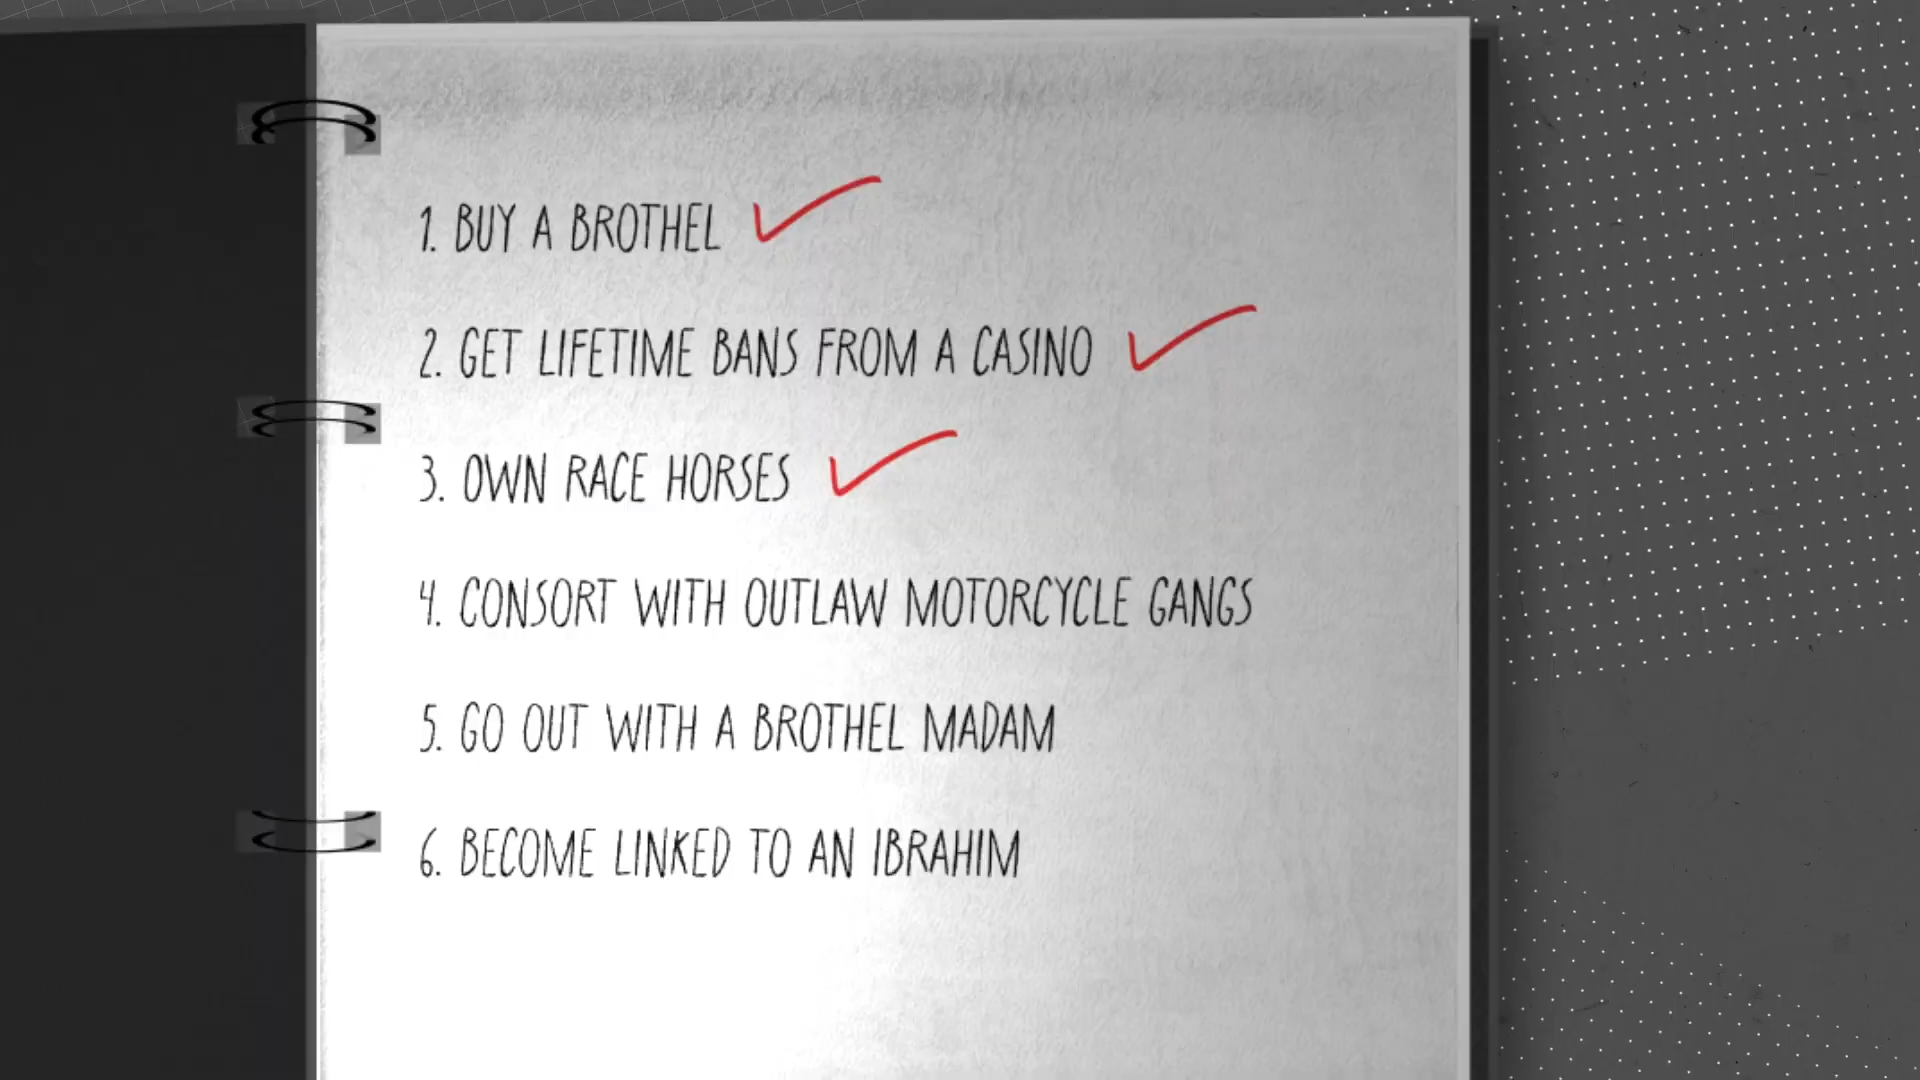 1. BUY A BROTHEL
2. GET LIFETIME BANS FROM A CASINO
3. OWN RACE HORSES
4. CONSORT WITH OUTLAW MOTORCYCLE GANGS
5. GO OUT WITH A BROTHEL MADAM
6. BECOME LINKED TO AN IBRAHIM